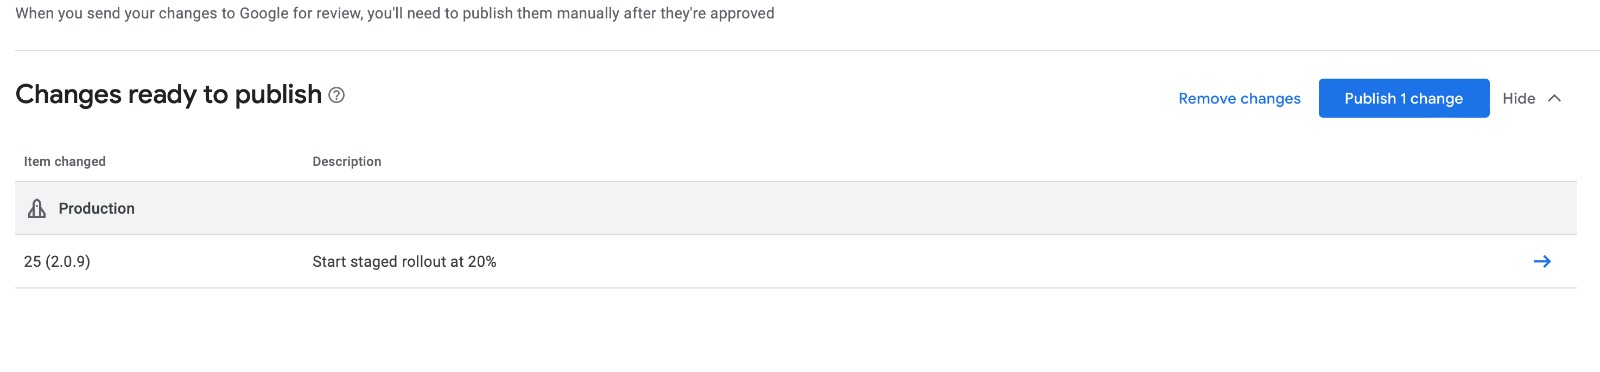 When you send your changes to Google for review, you'll need to publish them manually after they're approved
Changes ready to publish
Remove changes
Publish 1 change
Hide
Item changed
Description
Production
25 (2.0.9)
Start staged rollout at 20%